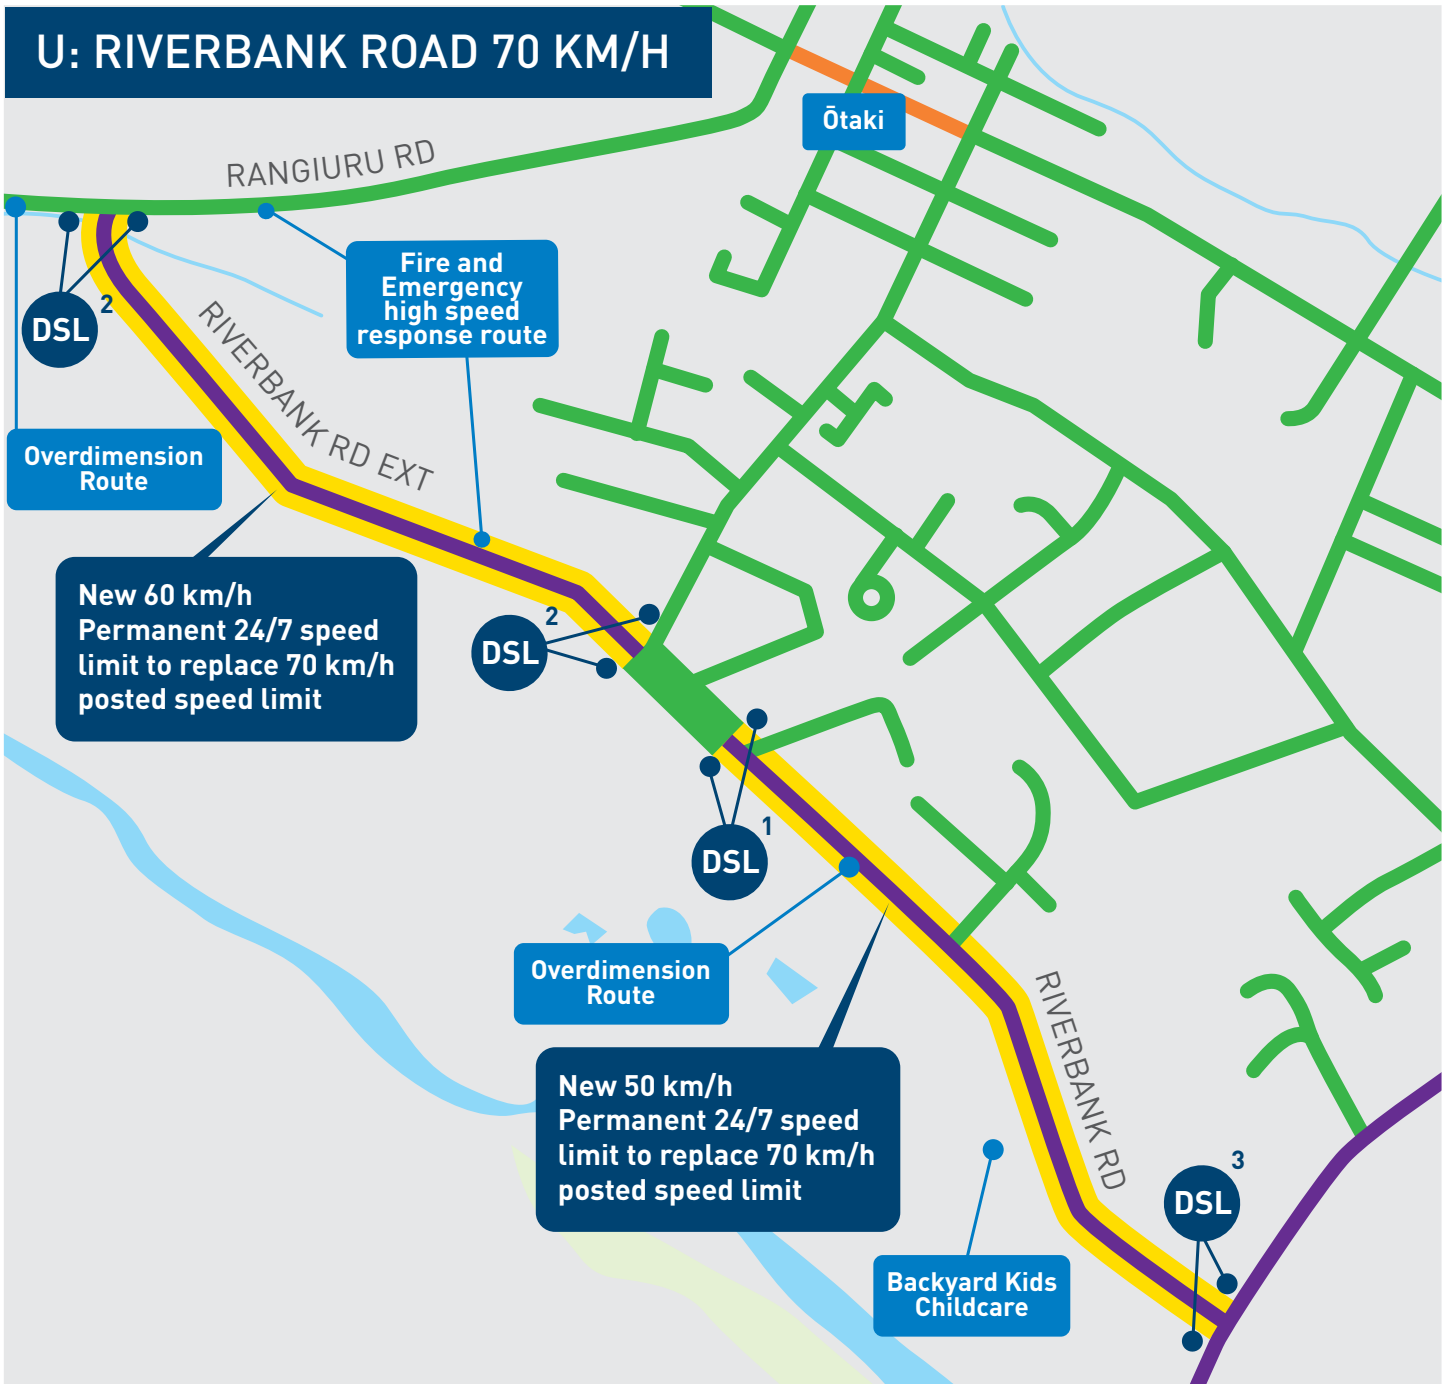 U: RIVERBANK ROAD 70 KM/H
Ōtaki
RANGIURU RD
Fire and
Emergency
high speed
response route
DSL 2
RIVERBANK RD EXT
Overdimension
Route
New 60 km/h
Permanent 24/7 speed
limit to replace 70 km/h
posted speed limit
DSL 2
DSL 1
Overdimension
Route
RIVERBANK RD
New 50 km/h
Permanent 24/7 speed
limit to replace 70 km/h
posted speed limit
DSL 3
Backyard Kids
Childcare